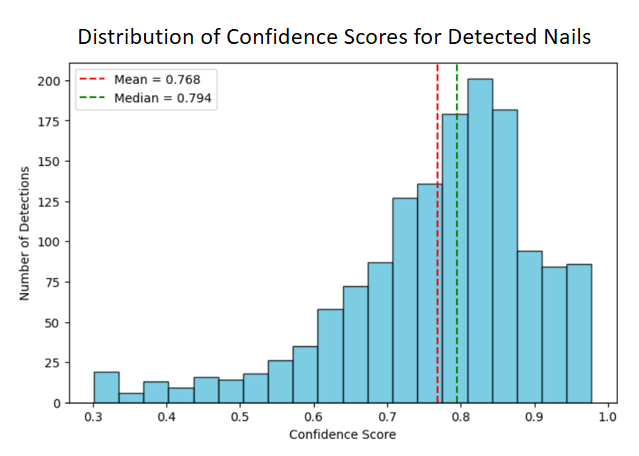 Distribution of Confidence Scores for Detected Nails
Mean = 0.768
Median = 0.794
Number of Detections
200
175
150
125
100
75
50
25
0
0.3 0.4 0.5 0.6 0.7 0.8 0.9 1.0
Confidence Score